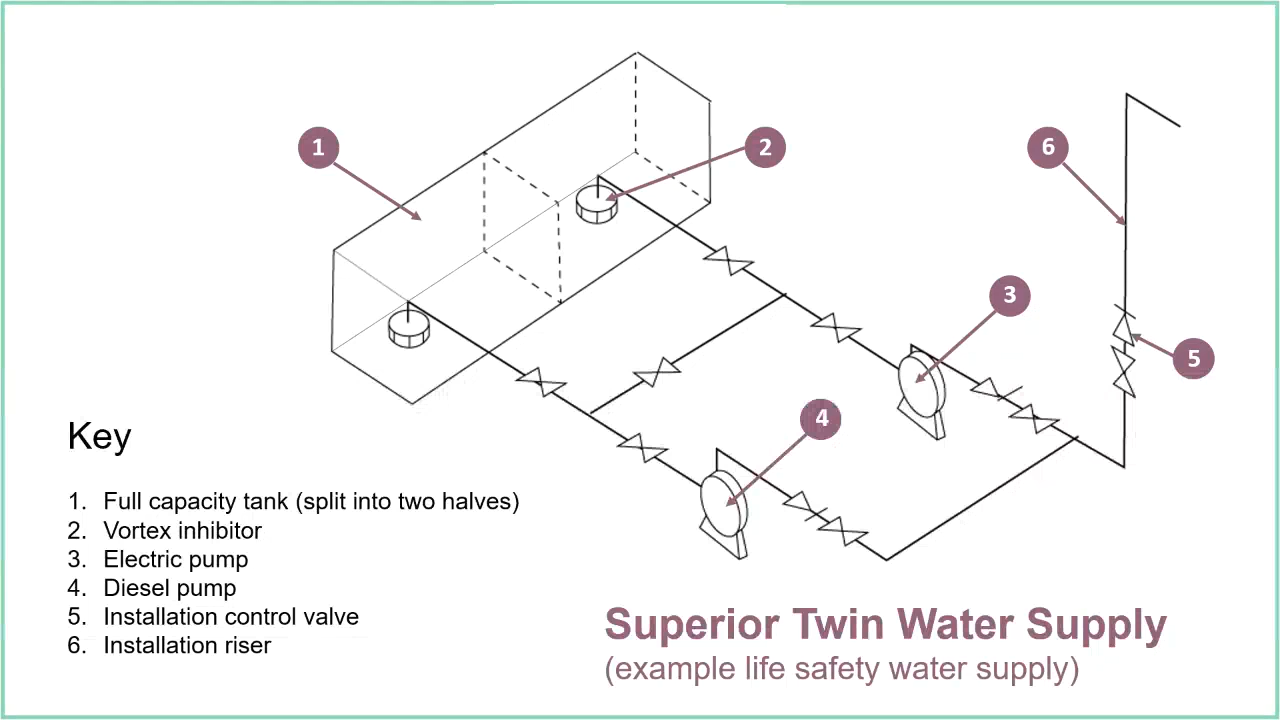 1
2
6
3
5
4
Key
1. Full capacity tank (split into two halves)
2. Vortex inhibitor
3. Electric pump
4. Diesel pump
5. Installation control valve
6. Installation riser
Superior Twin Water Supply
(example life safety water supply)